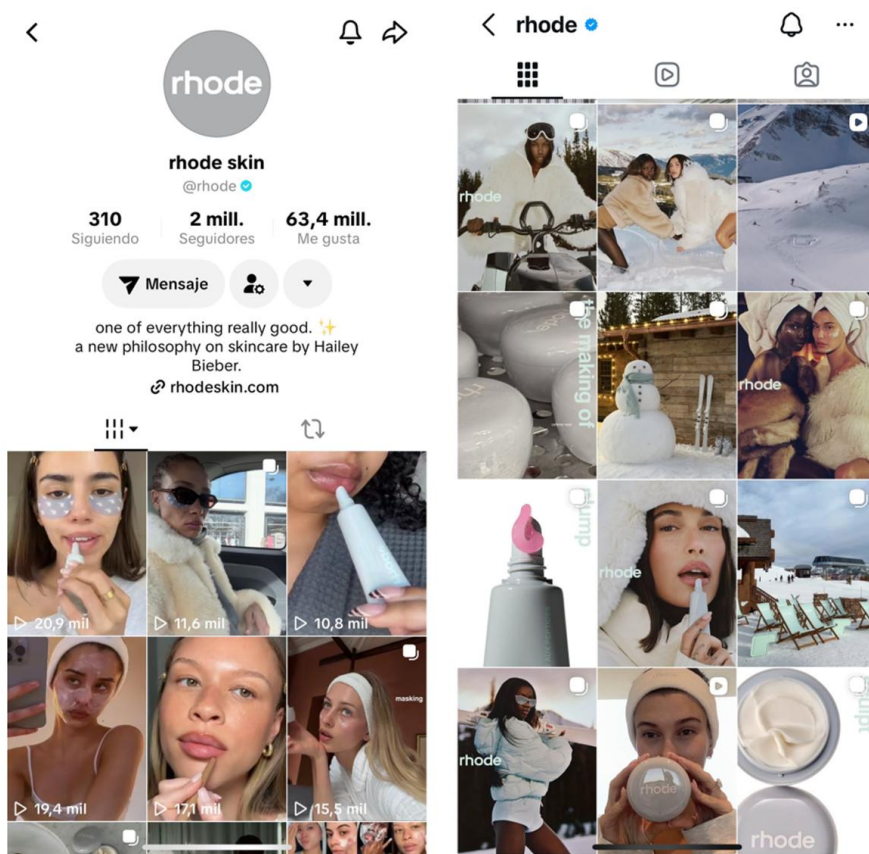 rhode
rhode skin
@rhode
310
Siguiendo
2 mill.
Seguidores
63,4 mill.
Me gusta
Mensaje
one of everything really good. ✨
a new philosophy on skincare by Hailey
Bieber.
rhodeskin.com
20,9 mil
11,6 mil
10,8 mil
19,4 mil
17,1 mil
masking
15,5 mil
rhode
rhode
rhode
the making of
rhode
plump
rhode
rhode
rhode
sculpt
rhode